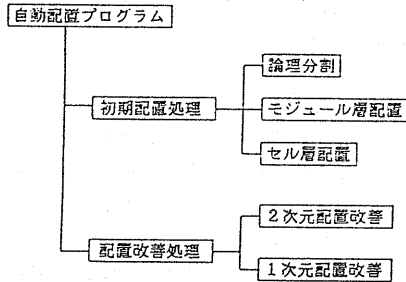 自動配置プログラム
初期配置処理
論理分割
モジュール層配置
セル層配置
配置改善処理
2次元配置改善
1次元配置改善